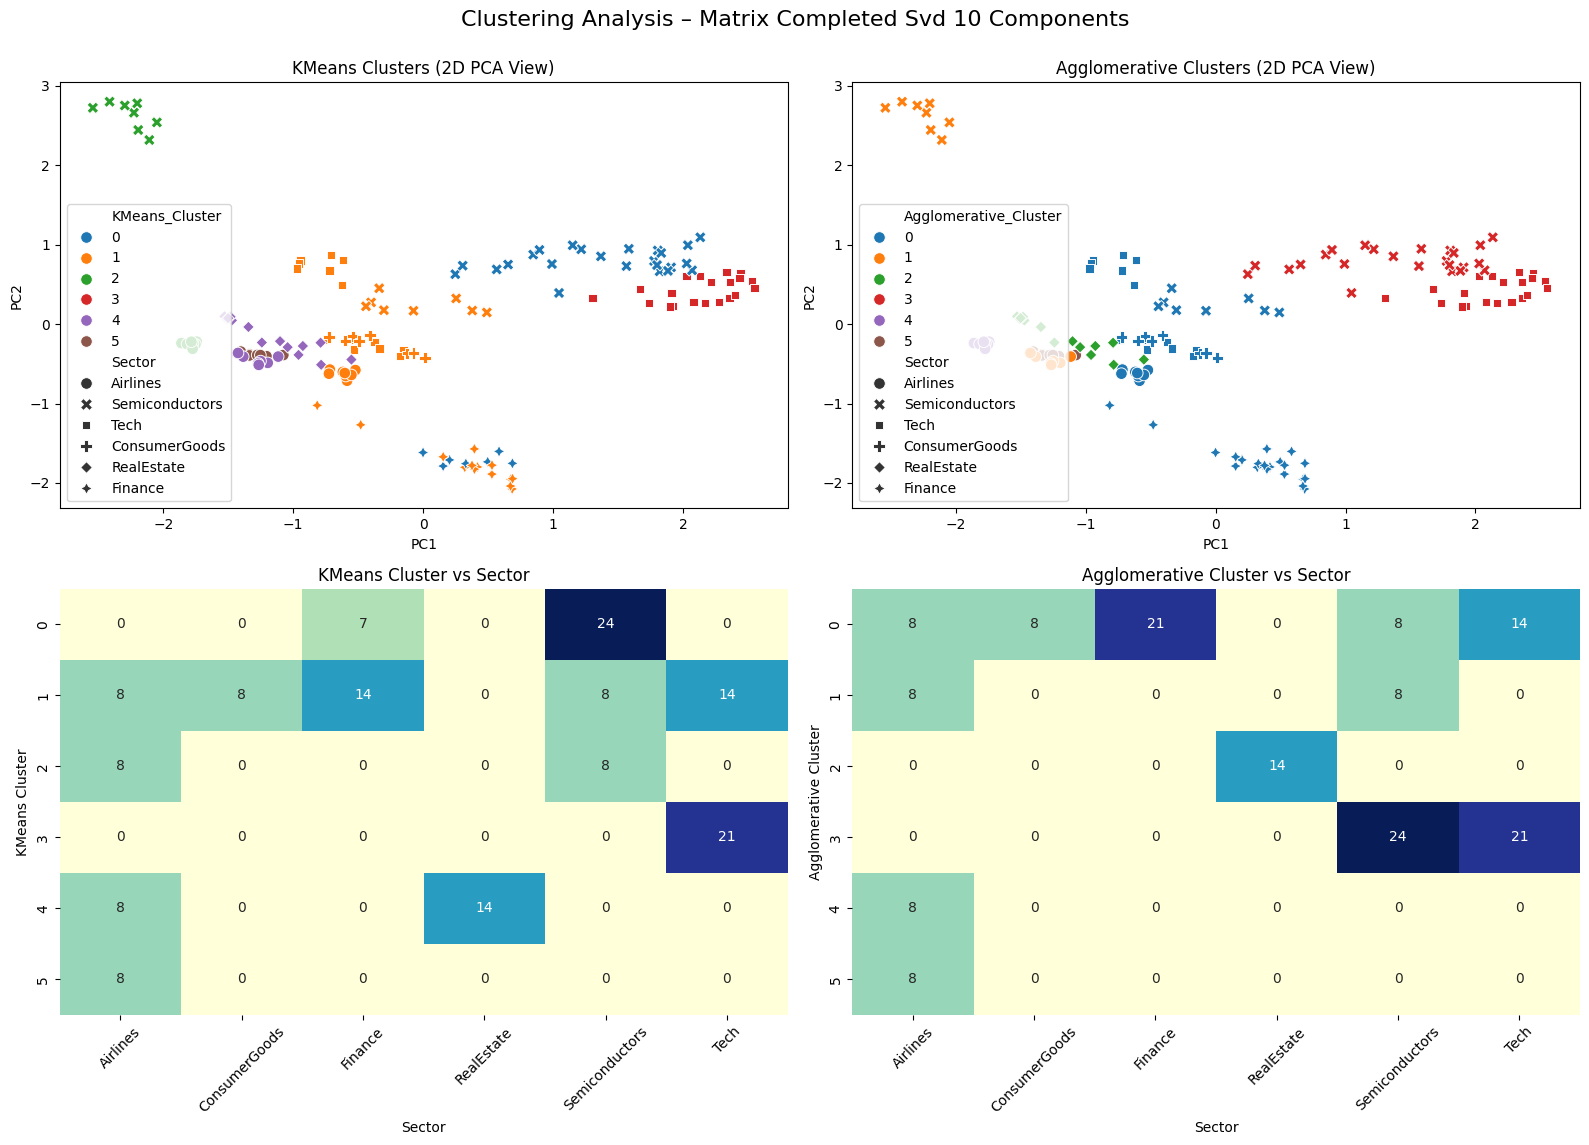 Clustering Analysis – Matrix Completed Svd 10 Components
KMeans Clusters (2D PCA View)
3
2
1
0
−1
−2
PC2
KMeans_Cluster
0
1
2
3
4
5
Sector
Airlines
Semiconductors
Tech
ConsumerGoods
RealEstate
Finance
−2 −1 0 1 2
PC1
Agglomerative Clusters (2D PCA View)
3
2
1
0
−1
−2
PC2
Agglomerative_Cluster
0
1
2
3
4
5
Sector
Airlines
Semiconductors
Tech
ConsumerGoods
RealEstate
Finance
−2 −1 0 1 2
PC1
KMeans Cluster vs Sector
KMeans Cluster
0 0 0 7 0 24 0
1 8 8 14 0 8 14
2 8 0 0 0 8 0
3 0 0 0 0 0 21
4 8 0 0 14 0 0
5 8 0 0 0 0 0
Airlines ConsumerGoods Finance RealEstate Semiconductors Tech
Sector
Agglomerative Cluster vs Sector
Agglomerative Cluster
0 8 8 21 0 8 14
1 8 0 0 0 8 0
2 0 0 0 14 0 0
3 0 0 0 0 24 21
4 8 0 0 0 0 0
5 8 0 0 0 0 0
Airlines ConsumerGoods Finance RealEstate Semiconductors Tech
Sector